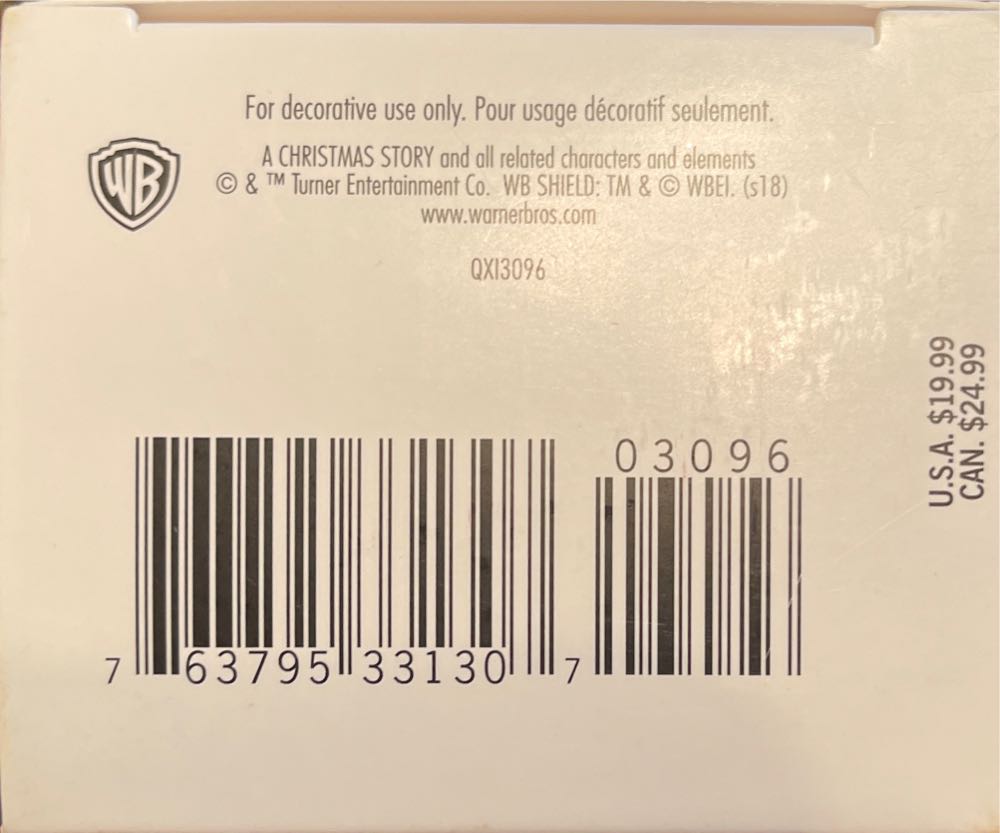 For decorative use only. Pour usage décoratif seulement.
WB
A CHRISTMAS STORY and all related characters and elements
© & ™ Turner Entertainment Co. WB SHIELD: TM & © WBEI. (s18)
www.warnerbros.com
QXI3096
U.S.A. $19.99
CAN. $24.99
03096
7 63795 33130 7